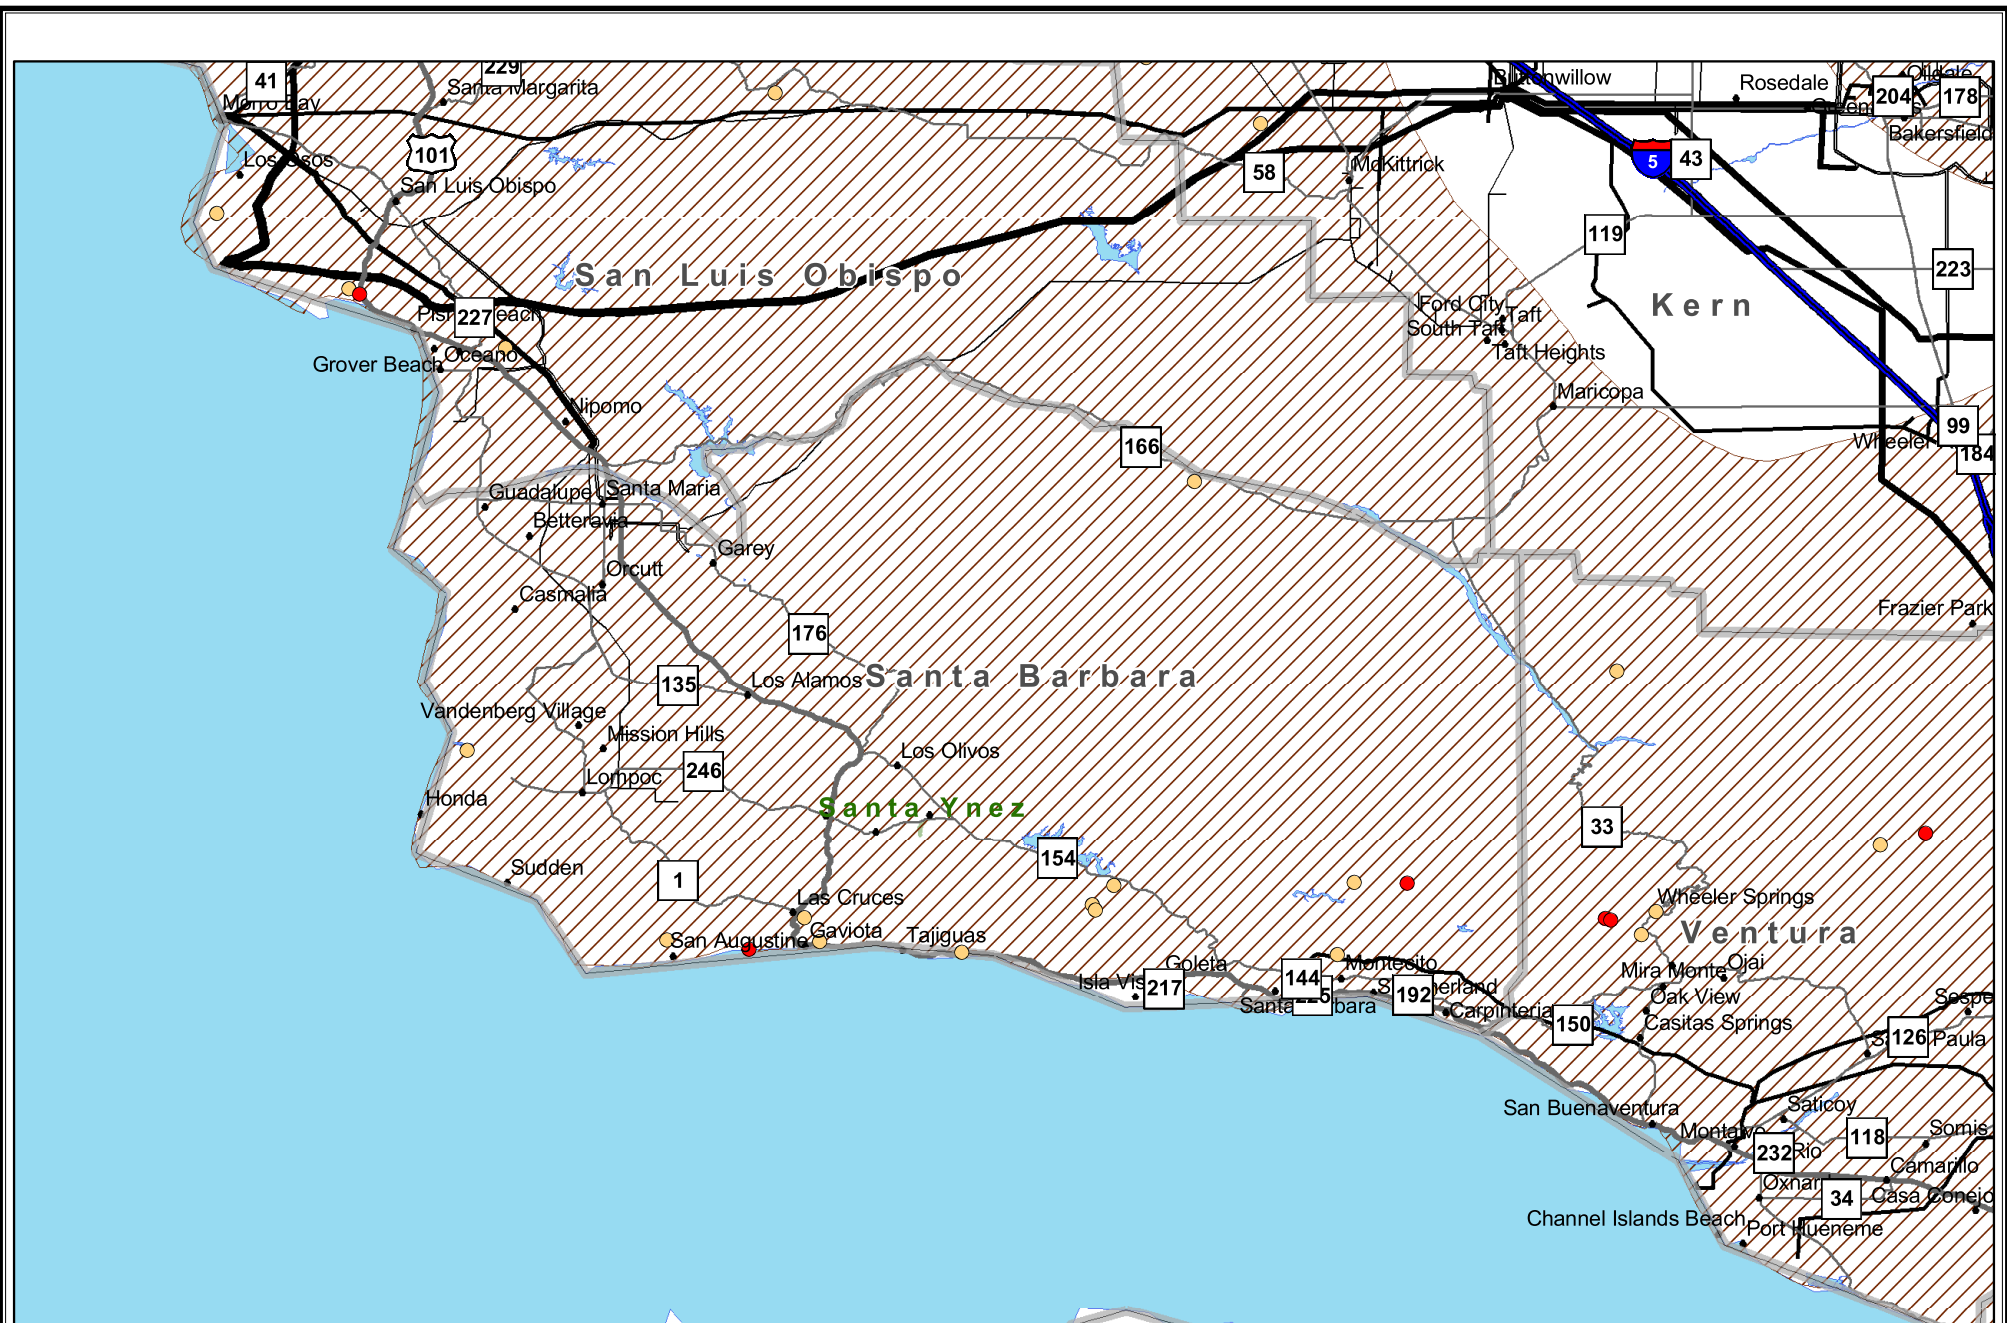 41
229
Santa Margarita
Buttonwillow
Rosedale
Oildale
204
178
Morro Bay
Bakersfield
101
Los Osos
San Luis Obispo
58
McKittrick
5
43
119
223
San Luis Obispo
Kern
227
Ford City
Taft
South Taft
Taft Heights
Grover Beach
Oceano
Maricopa
Nipomo
99
166
Wheeler
184
Guadalupe
Santa Maria
Betteravia
Garey
Orcutt
Casmalia
Frazier Park
176
135
Los Alamos
Santa Barbara
Vandenberg Village
Mission Hills
Los Olivos
246
Lompoc
Honda
Santa Ynez
33
154
Sudden
1
Las Cruces
Wheeler Springs
San Augustine
Gaviota
Tajiguas
Ventura
Goleta
144
Montecito
Mira Monte
Ojai
217
192
Oak View
Carpinteria
150
Casitas Springs
126
Paula
San Buenaventura
Saticoy
Montalvo
118
Somis
232
Rio
Camarillo
34
Casa Conejo
Channel Islands Beach
Port Hueneme